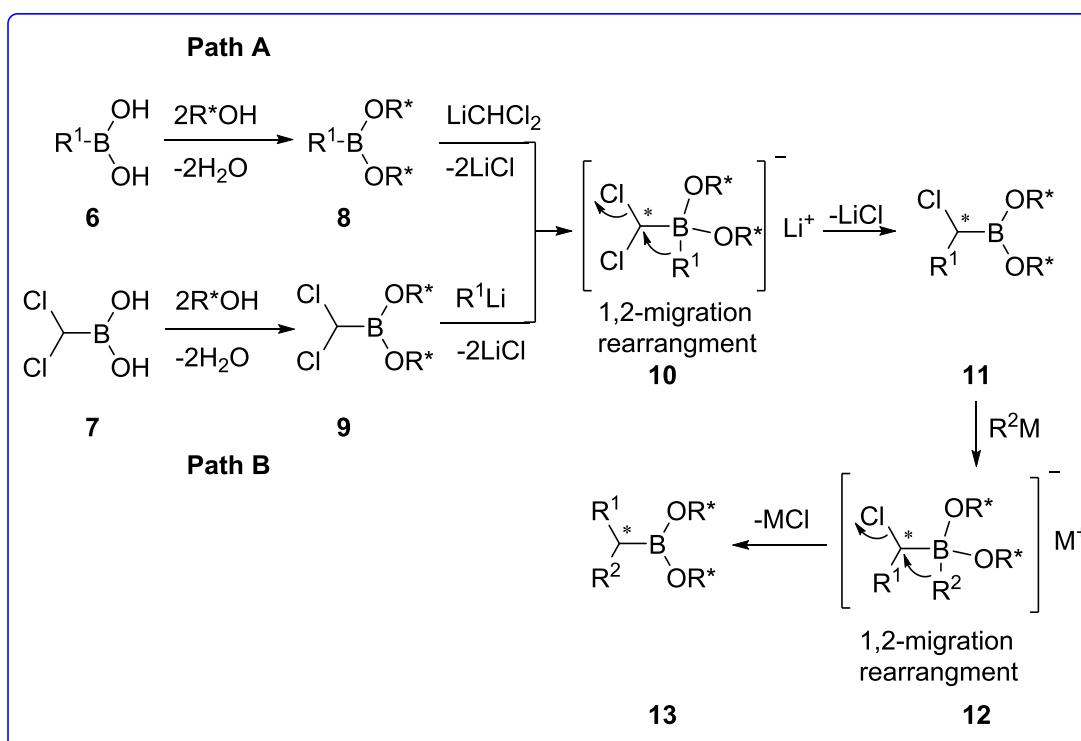 Path A
R¹-B
OH
OH
6
2R*OH
-2H₂O
R¹-B
OR*
OR*
8
LiCHCl₂
-2LiCl
Cl
Cl
B
OH
OH
7
2R*OH
-2H₂O
Cl
Cl
B
OR*
OR*
9
R¹Li
-2LiCl
Path B
Cl
Cl
*
B
OR*
OR*
R¹
−
Li⁺
1,2-migration
rearrangment
10
-LiCl
Cl
*
R¹
B
OR*
OR*
11
R²M
Cl
*
R¹
B
OR*
OR*
R²
−
M⁺
1,2-migration
rearrangment
12
-MCl
R¹
*
R²
B
OR*
OR*
13